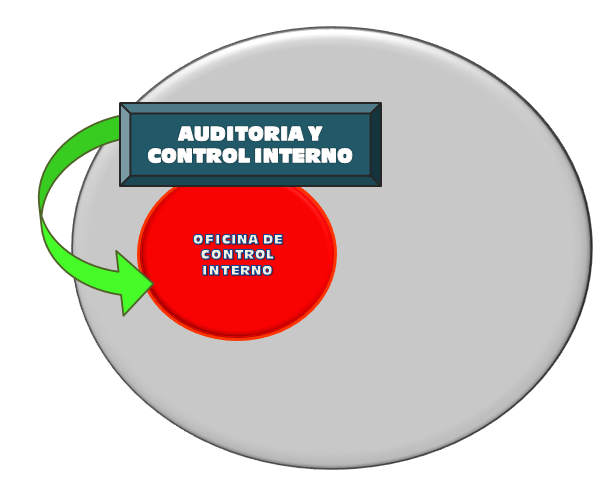 AUDITORIA Y
CONTROL INTERNO
OFICINA DE
CONTROL
INTERNO